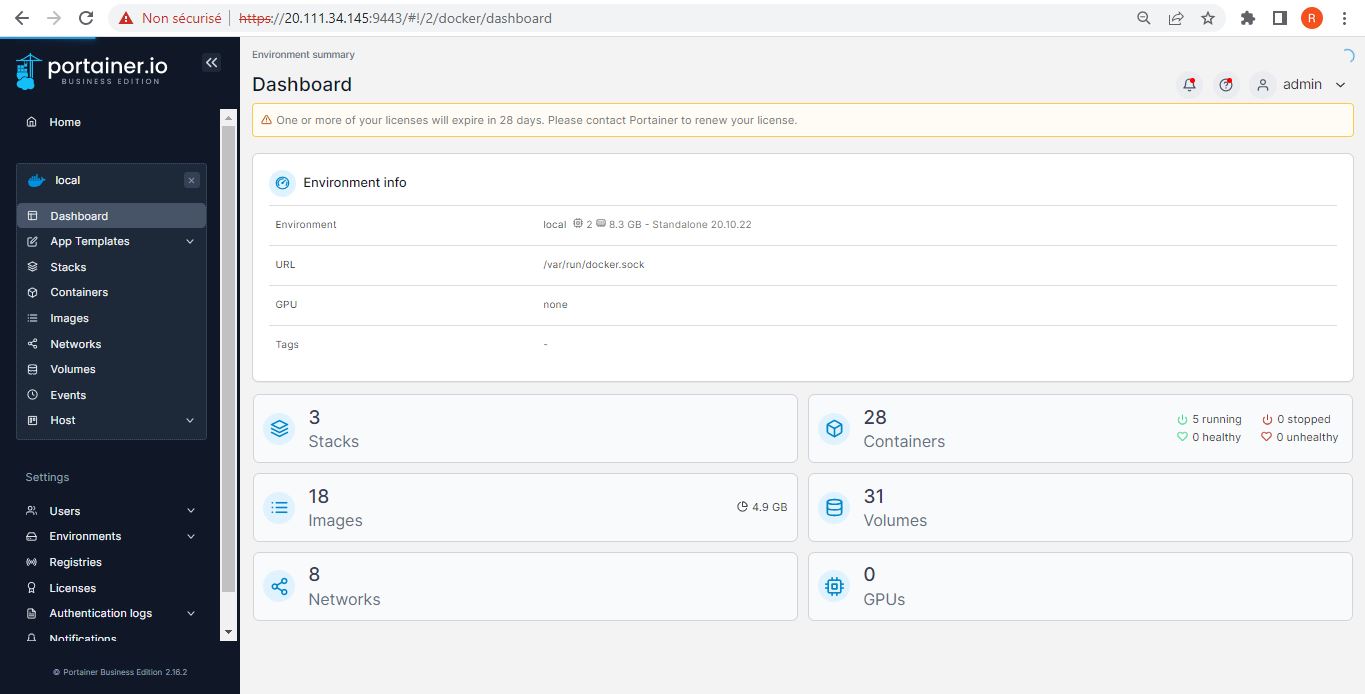 Non sécurisé | https://20.111.34.145:9443/#!/2/docker/dashboard
R
portainer.io
BUSINESS EDITION
Home
local
Dashboard
App Templates
Stacks
Containers
Images
Networks
Volumes
Events
Host
Settings
Users
Environments
Registries
Licenses
Authentication logs
Notifications
© Portainer Business Edition 2.16.2
Environment summary
Dashboard
admin
One or more of your licenses will expire in 28 days. Please contact Portainer to renew your license.
Environment info
Environment local 2 8.3 GB - Standalone 20.10.22
URL /var/run/docker.sock
GPU none
Tags -
3
Stacks
28
Containers
5 running 0 stopped
0 healthy 0 unhealthy
18
Images
4.9 GB
31
Volumes
8
Networks
0
GPUs